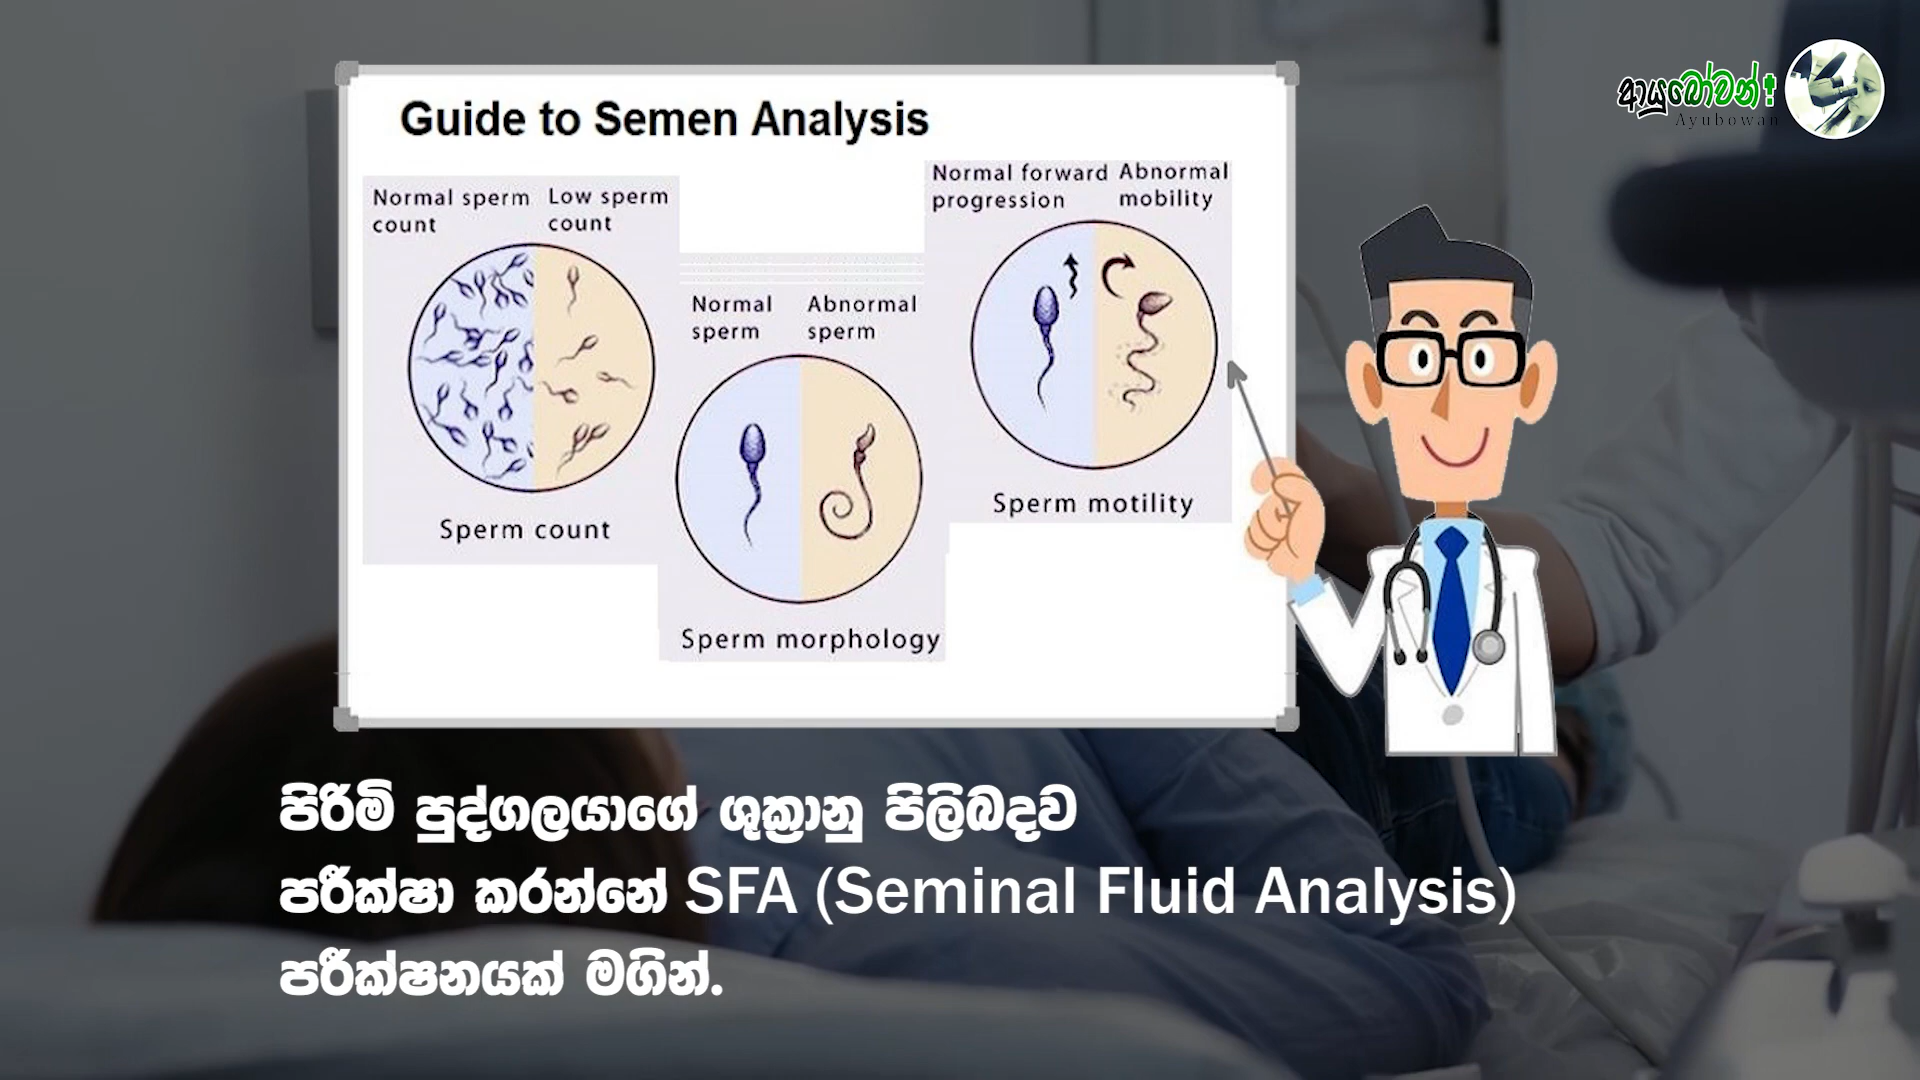 ආයුබෝවන්!
Ayubowan
Guide to Semen Analysis
Normal sperm count
Low sperm count
Sperm count
Normal sperm
Abnormal sperm
Sperm morphology
Normal forward progression
Abnormal mobility
Sperm motility
පිරිමි පුද්ගලයාගේ ශුක්‍රානු පිලිබදව
පරීක්ෂා කරන්නේ SFA (Seminal Fluid Analysis)
පරීක්ෂනයක් මගින්.